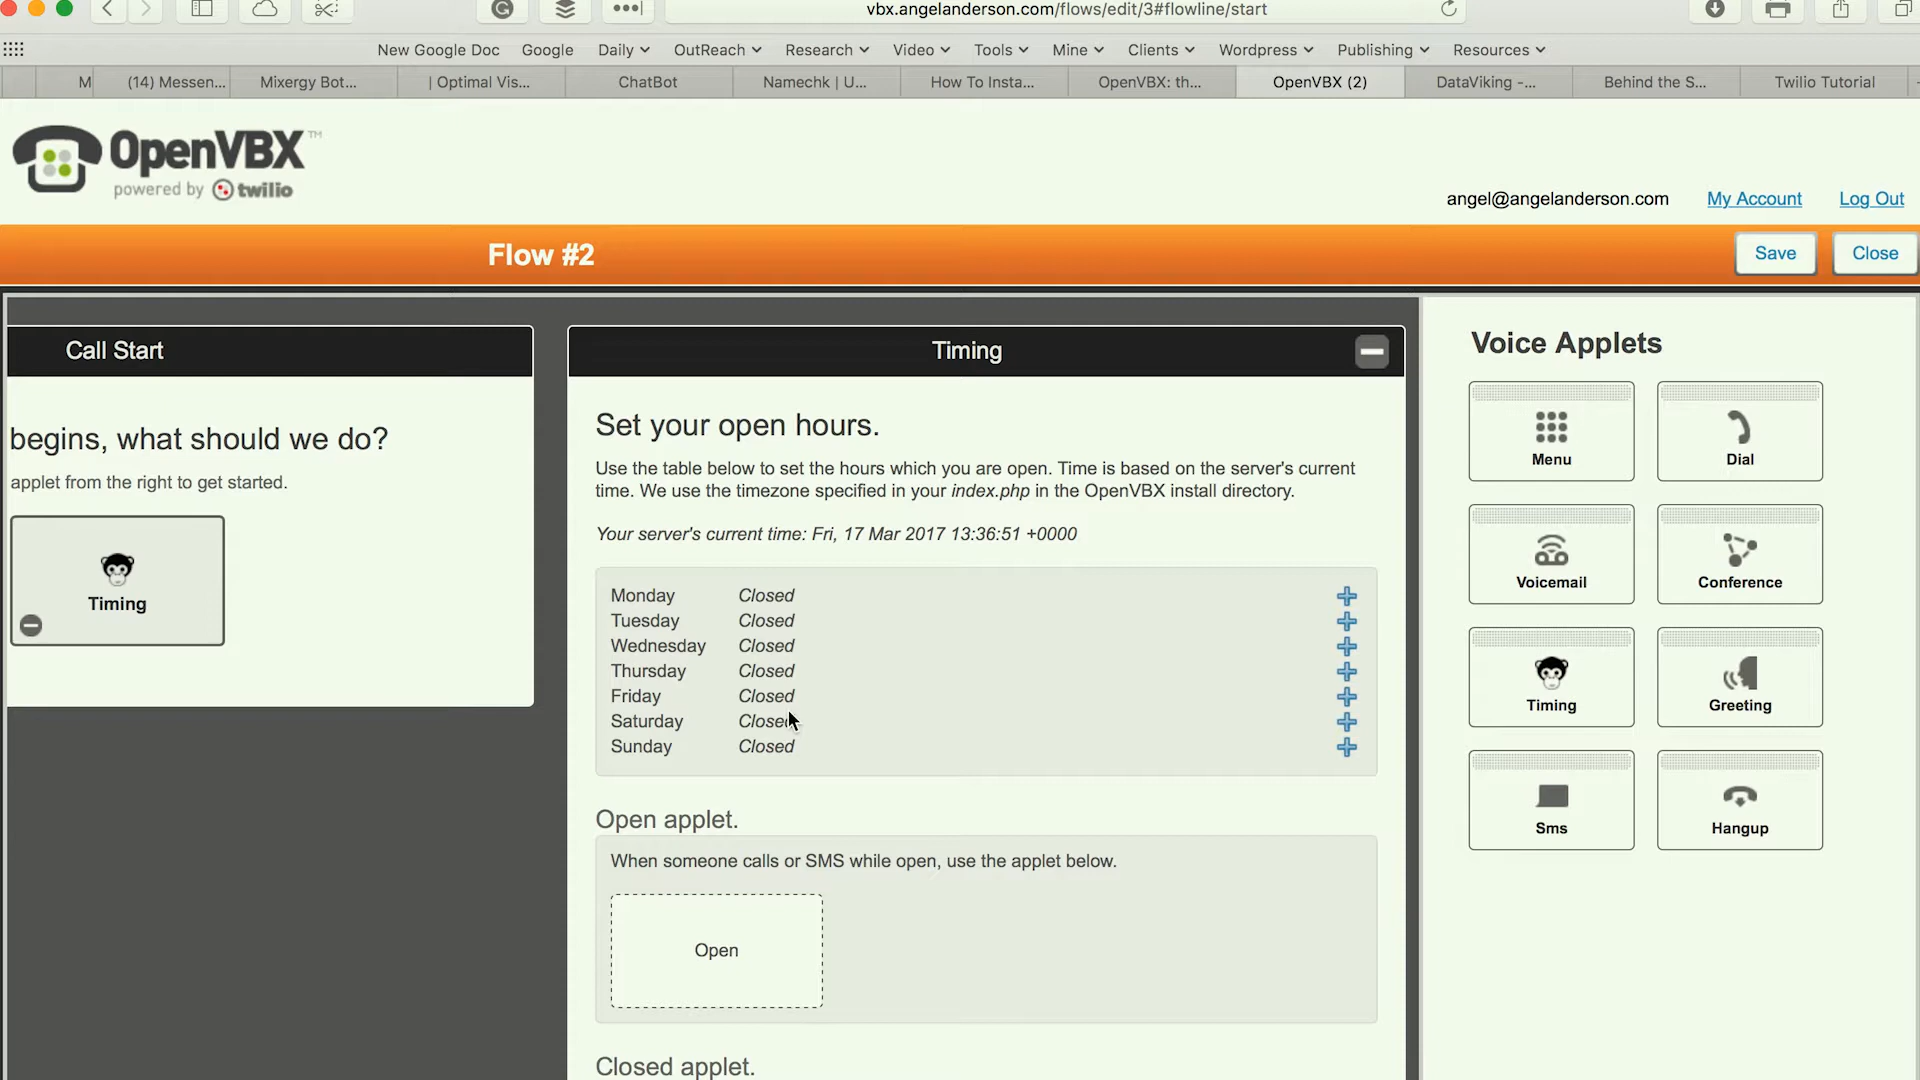 vbx.angelanderson.com/flows/edit/3#flowline/start
New Google Doc Google Daily OutReach Research Video Tools Mine Clients Wordpress Publishing Resources
M (14) Messen... Mixergy Bot... | Optimal Vis... ChatBot Namechk | U... How To Insta... OpenVBX: th... OpenVBX (2) DataViking -... Behind the S... Twilio Tutorial
OpenVBX™
powered by twilio
angel@angelanderson.com My Account Log Out
Flow #2
Save Close
Call Start
begins, what should we do?
applet from the right to get started.
Timing
Timing
Set your open hours.
Use the table below to set the hours which you are open. Time is based on the server's current
time. We use the timezone specified in your index.php in the OpenVBX install directory.
Your server's current time: Fri, 17 Mar 2017 13:36:51 +0000
Monday Closed
Tuesday Closed
Wednesday Closed
Thursday Closed
Friday Closed
Saturday Closed
Sunday Closed
Open applet.
When someone calls or SMS while open, use the applet below.
Open
Closed applet.
Voice Applets
Menu Dial
Voicemail Conference
Timing Greeting
Sms Hangup